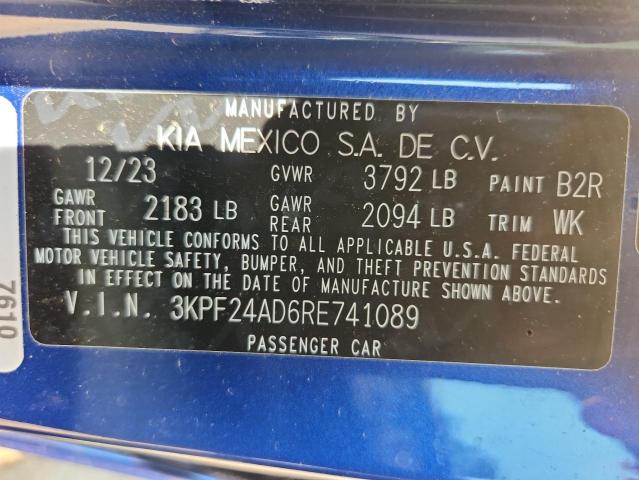 MANUFACTURED BY
KIA MEXICO S.A. DE C.V.
12/23 GVWR 3792 LB PAINT B2R
GAWR FRONT 2183 LB GAWR REAR 2094 LB TRIM WK
THIS VEHICLE CONFORMS TO ALL APPLICABLE U.S.A. FEDERAL
MOTOR VEHICLE SAFETY, BUMPER, AND THEFT PREVENTION STANDARDS
IN EFFECT ON THE DATE OF MANUFACTURE SHOWN ABOVE.
V.I.N. 3KPF24AD6RE741089
PASSENGER CAR
7610